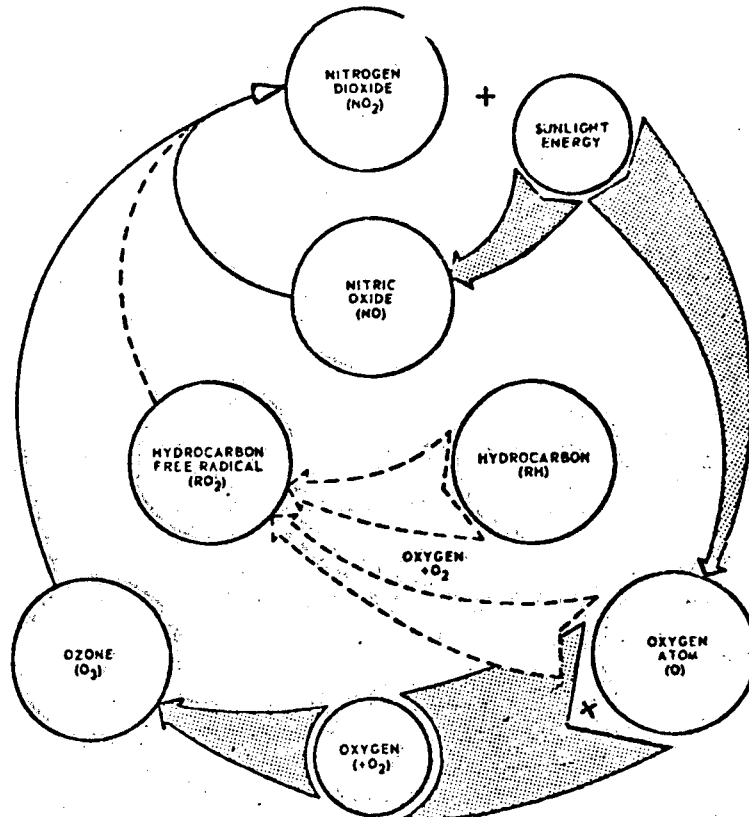 NITROGEN
DIOXIDE
(NO2)
+
SUNLIGHT
ENERGY
NITRIC
OXIDE
(NO)
HYDROCARBON
FREE RADICAL
(RO2)
HYDROCARBON
(RH)
OXYGEN
+O2
OZONE
(O3)
OXYGEN
ATOM
(O)
OXYGEN
(+O2)